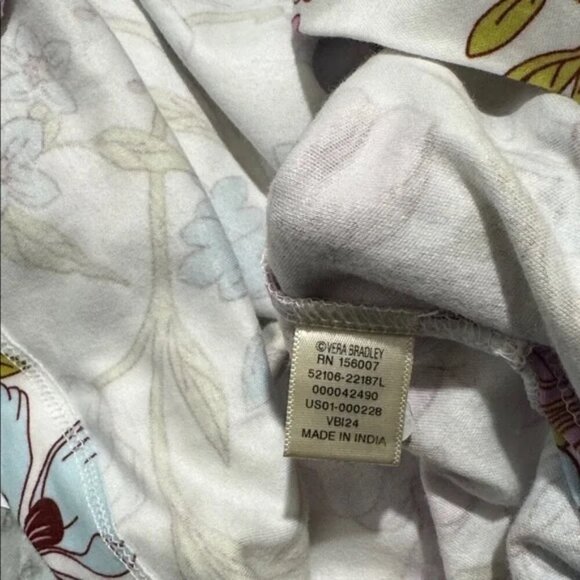 ©VERA BRADLEY
RN 156007
52106-22187L
000042490
US01-000228
VBI24
MADE IN INDIA